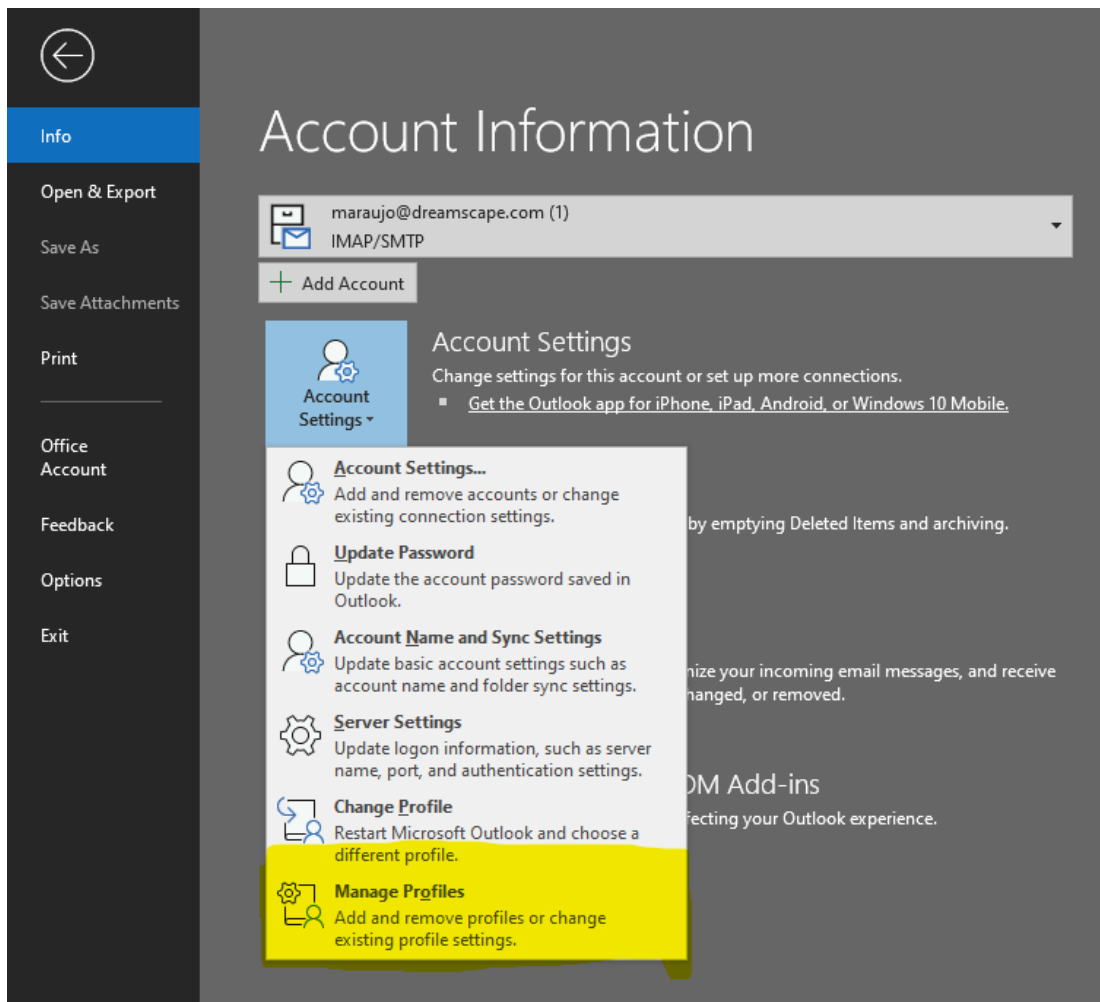 Info
Open & Export
Save As
Save Attachments
Print
Office
Account
Feedback
Options
Exit
Account Information
maraujo@dreamscape.com (1)
IMAP/SMTP
Add Account
Account
Settings
Account Settings
Change settings for this account or set up more connections.
Get the Outlook app for iPhone, iPad, Android, or Windows 10 Mobile.
Account Settings...
Add and remove accounts or change
existing connection settings.
by emptying Deleted Items and archiving.
Update Password
Update the account password saved in
Outlook.
Account Name and Sync Settings
Update basic account settings such as
account name and folder sync settings.
your incoming email messages, and receive
or removed.
Server Settings
Update logon information, such as server
name, port, and authentication settings.
Add-ins
your Outlook experience.
Change Profile
Restart Microsoft Outlook and choose a
different profile.
Manage Profiles
Add and remove profiles or change
existing profile settings.